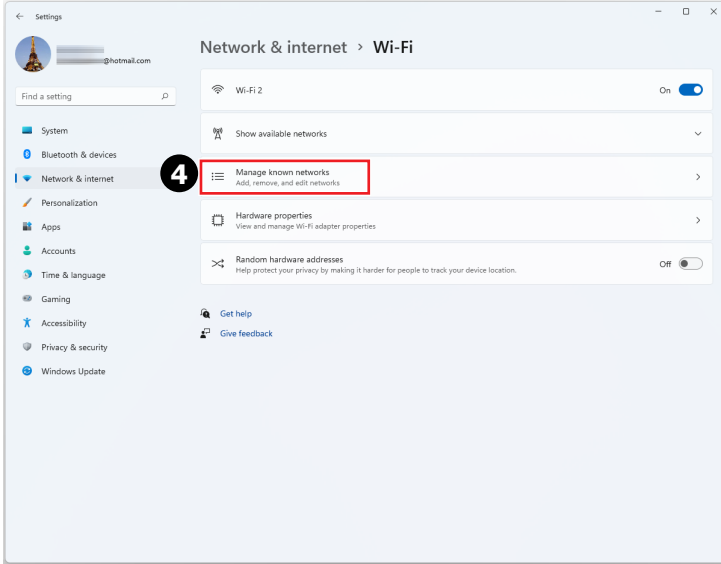 Settings
@hotmail.com
Find a setting
System
Bluetooth & devices
Network & internet
Personalization
Apps
Accounts
Time & language
Gaming
Accessibility
Privacy & security
Windows Update
Network & internet > Wi-Fi
Wi-Fi 2
On
Show available networks
4
Manage known networks
Add, remove, and edit networks
Hardware properties
View and manage Wi-Fi adapter properties
Random hardware addresses
Help protect your privacy by making it harder for people to track your device location.
Off
Get help
Give feedback